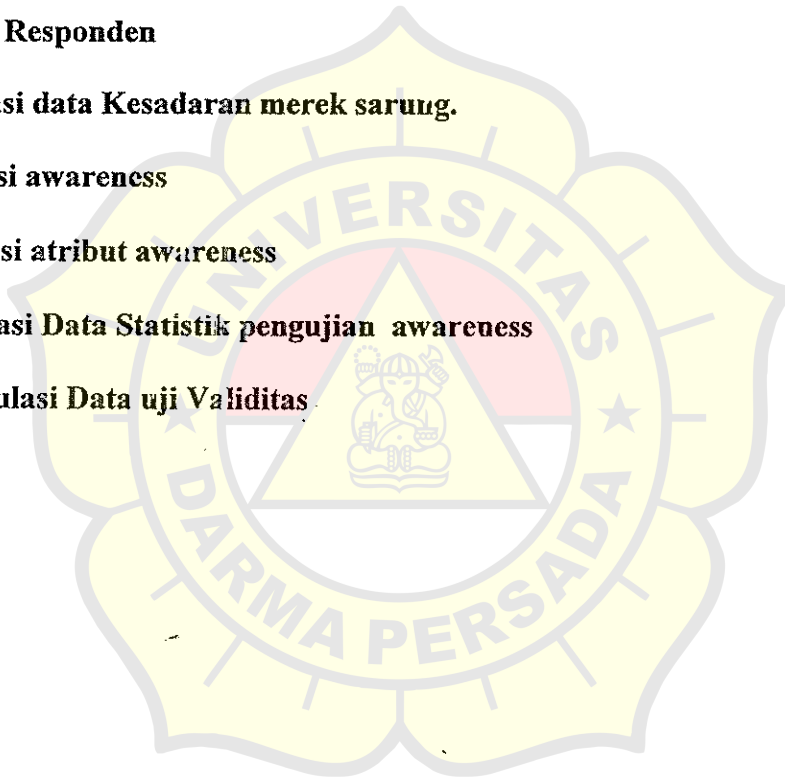 Responden
si data Kesadaran merek sarung.
si awareness
si atribut awareness
asi Data Statistik pengujian awareness
ulasi Data uji Validitas
UNIVERSITAS
DARMA PERSADA